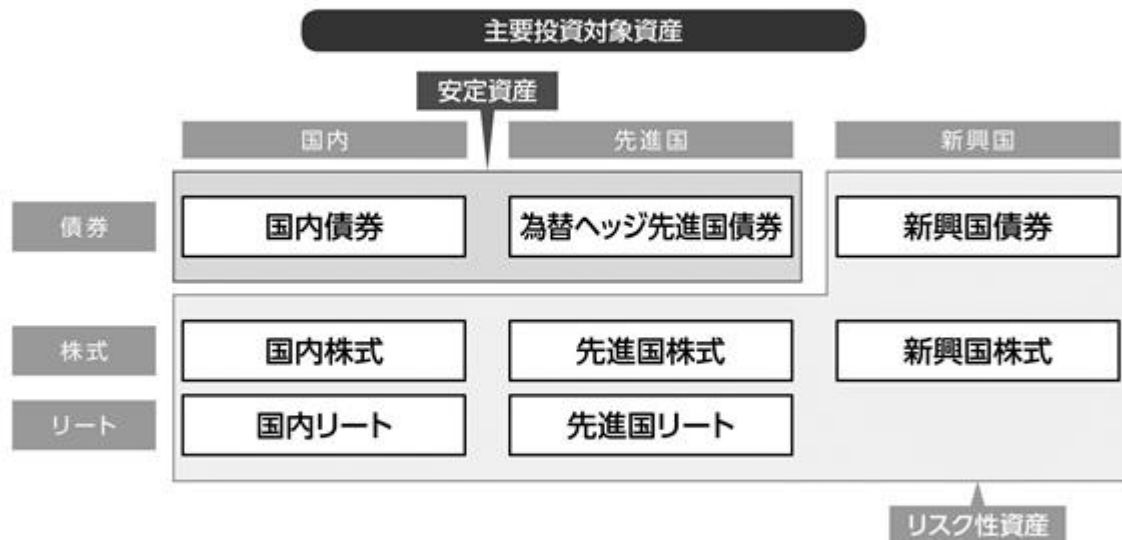 主要投資対象資産
安定資産
国内 先進国 新興国
債券 国内債券 為替ヘッジ先進国債券 新興国債券
株式 国内株式 先進国株式 新興国株式
リート 国内リート 先進国リート
リスク性資産